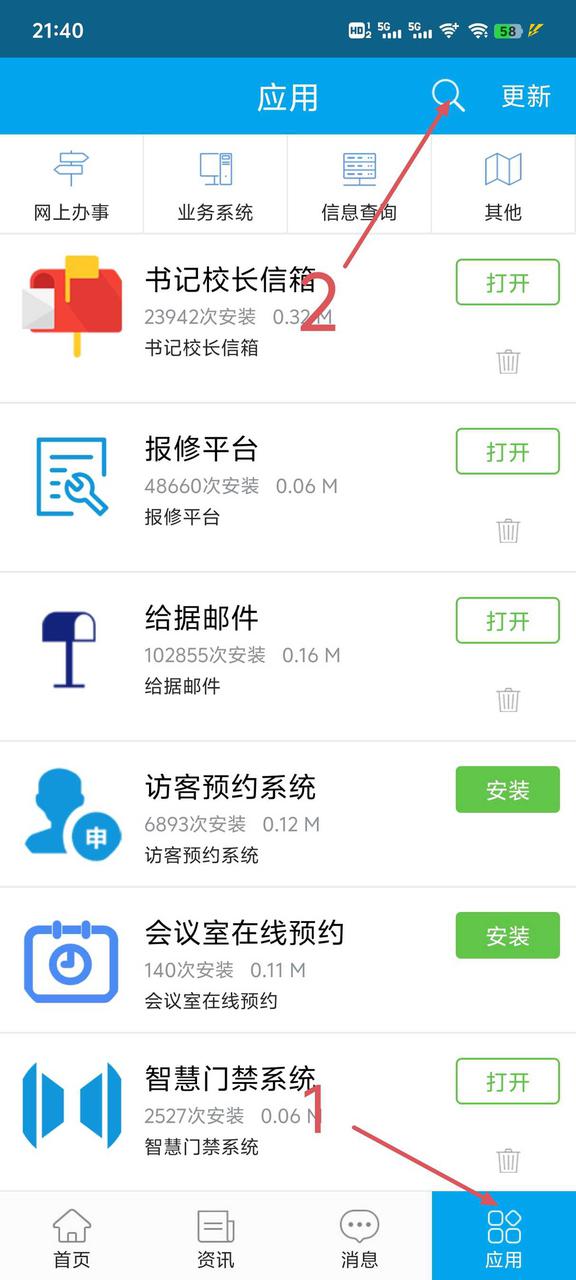 21:40
HD 1 2 5G 5G 58
应用
更新
网上办事 业务系统 信息查询 其他
书记校长信箱
打开
23942次安装 0.32 M
书记校长信箱
2
报修平台
打开
48660次安装 0.06 M
报修平台
给据邮件
打开
102855次安装 0.16 M
给据邮件
访客预约系统
安装
6893次安装 0.12 M
申
访客预约系统
会议室在线预约
安装
140次安装 0.11 M
会议室在线预约
智慧门禁系统
打开
2527次安装 0.06 M
1
智慧门禁系统
首页 资讯 消息 应用